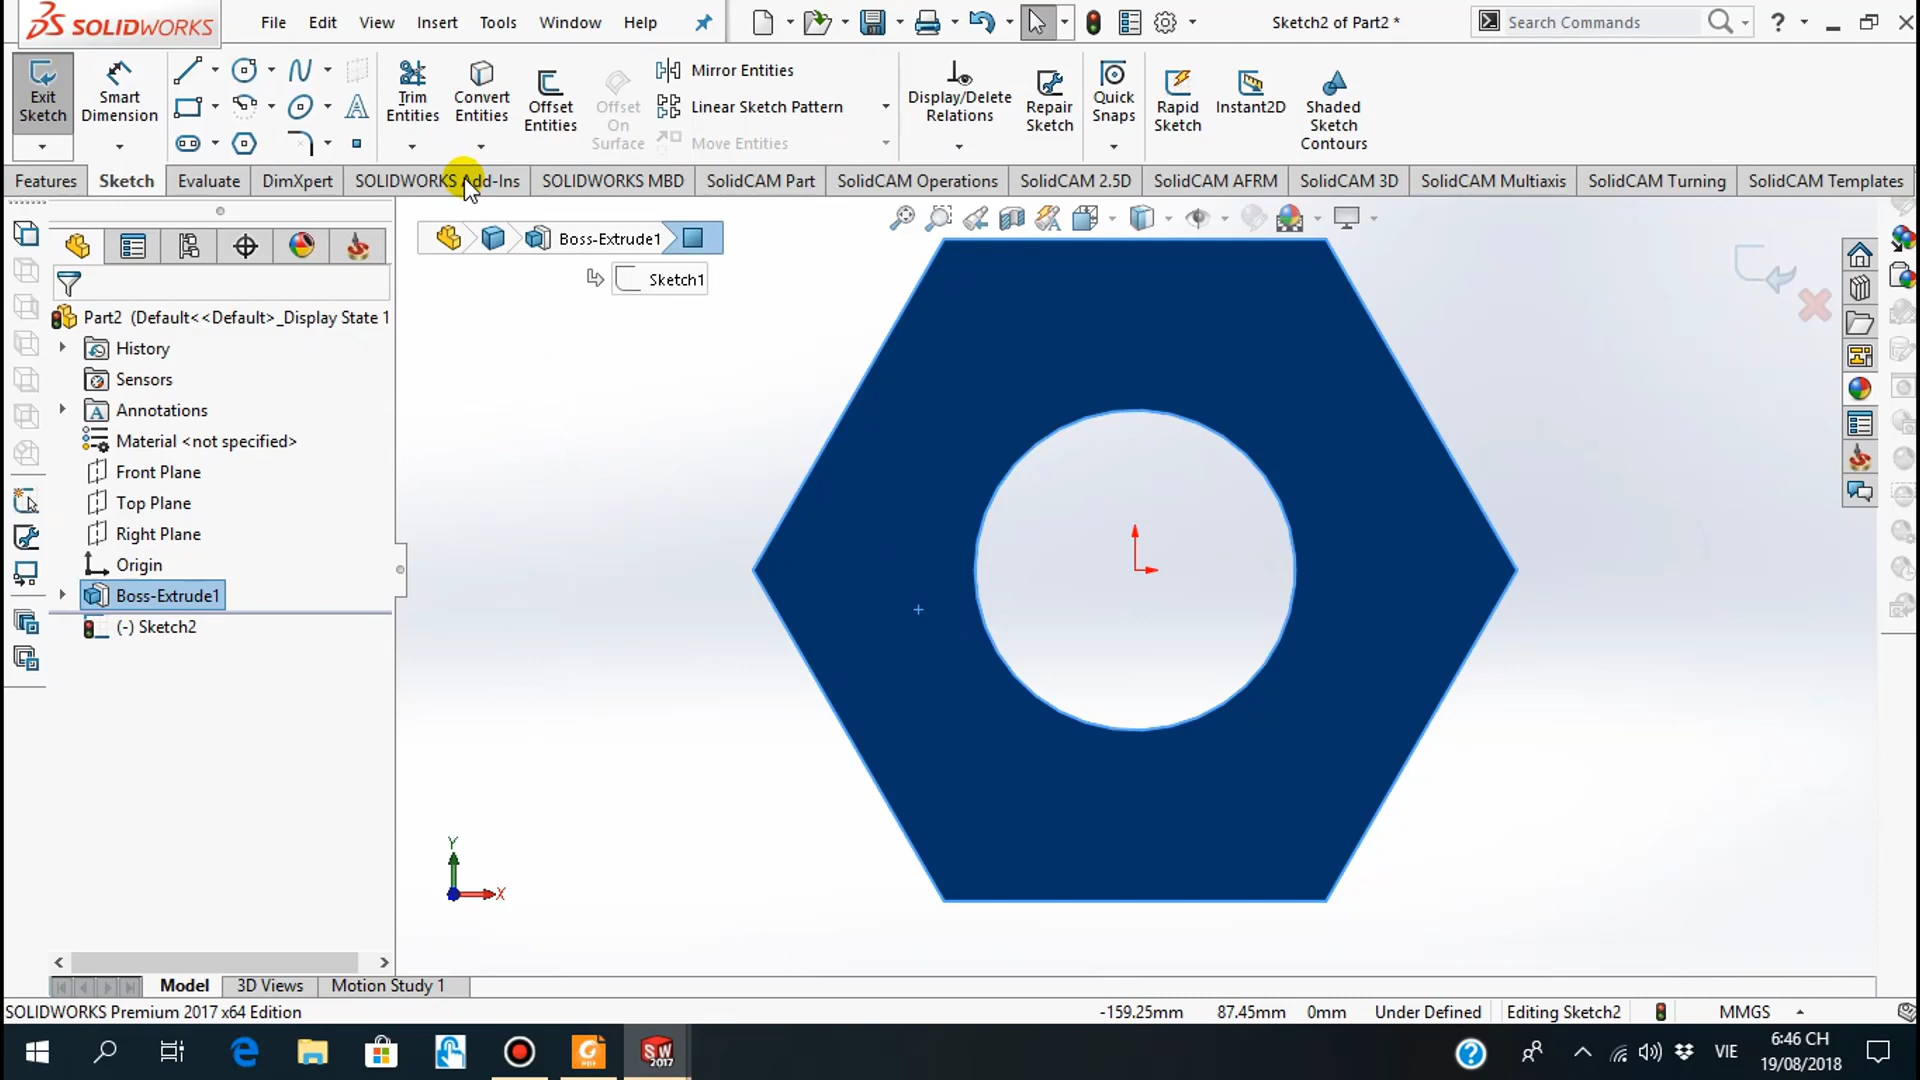 SOLIDWORKS
File Edit View Insert Tools Window Help
Sketch2 of Part2 *
Search Commands
Exit Sketch
Smart Dimension
Trim Entities
Convert Entities
Offset Entities
Offset On Surface
Mirror Entities
Linear Sketch Pattern
Move Entities
Display/Delete Relations
Repair Sketch
Quick Snaps
Rapid Sketch
Instant2D
Shaded Sketch Contours
Features Sketch Evaluate DimXpert SOLIDWORKS Add-Ins SOLIDWORKS MBD SolidCAM Part SolidCAM Operations SolidCAM 2.5D SolidCAM AFRM SolidCAM 3D SolidCAM Multiaxis SolidCAM Turning SolidCAM Templates
Boss-Extrude1
Sketch1
Part2 (Default<<Default>_Display State 1
History
Sensors
Annotations
Material <not specified>
Front Plane
Top Plane
Right Plane
Origin
Boss-Extrude1
(-) Sketch2
Y
X
Model 3D Views Motion Study 1
SOLIDWORKS Premium 2017 x64 Edition
-159.25mm 87.45mm 0mm Under Defined Editing Sketch2 MMGS
SW 2017
VIE
6:46 CH
19/08/2018